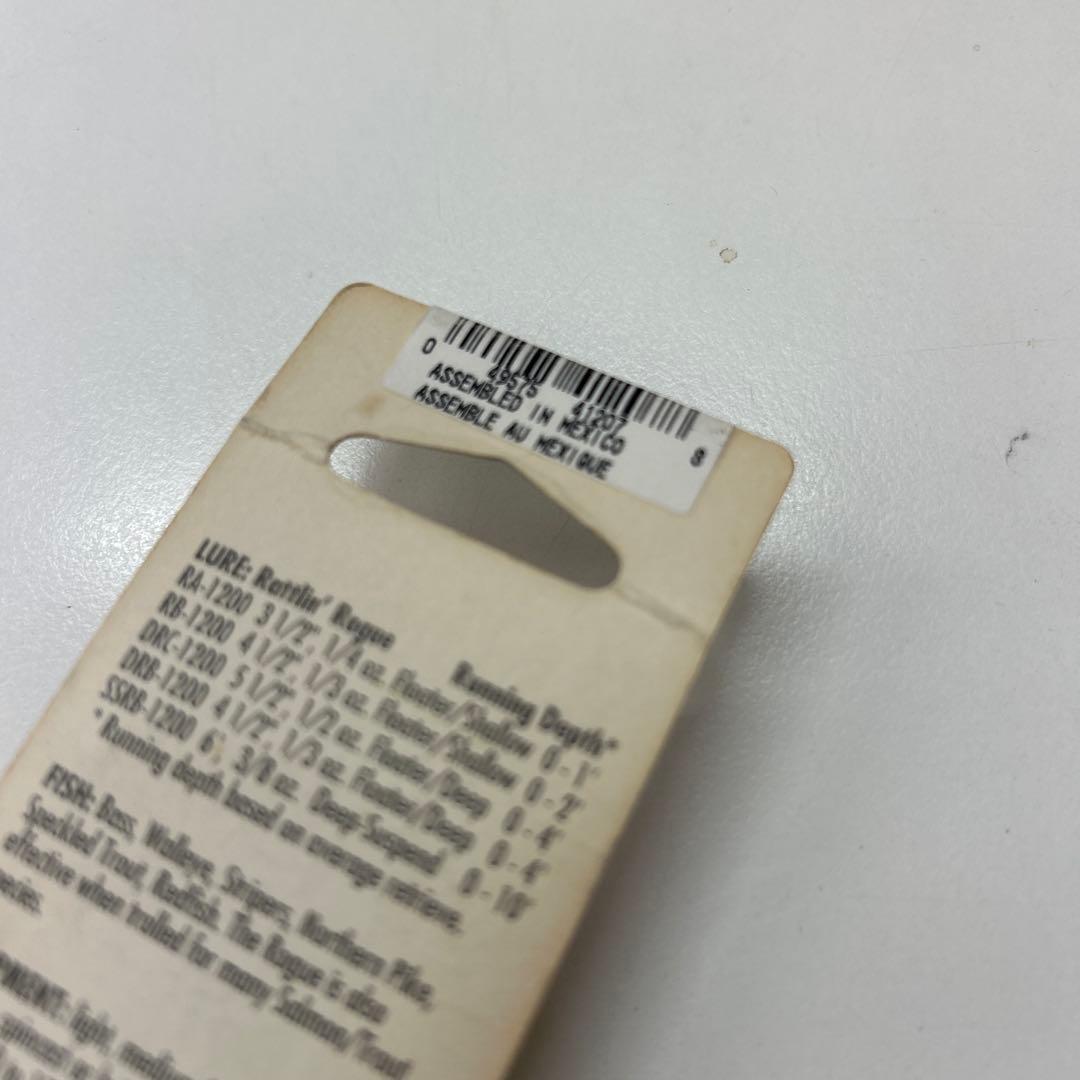 0 49575 41207 8
ASSEMBLED IN MEXICO
ASSEMBLE AU MEXIQUE
LURE: Rattlin' Rogue
Running Depth*
RA-1200 3 1/2", 1/4 oz. Floater/Shallow 0 - 1'
RB-1200 4 1/2", 1/3 oz. Floater/Shallow 0 - 2'
DRC-1200 5 1/2", 1/2 oz. Floater/Deep 0 - 4'
DRB-1200 4 1/2", 1/3 oz. Floater/Deep 0 - 4'
SSRB-1200 6", 3/8 oz. Deep Suspend 0 - 10'
*Running depth based on average retrieve.
FISH: Bass, Walleye, Stripers, Northern Pike,
Speckled Trout, Redfish. The Rogue is also
effective when trolled for many Salmon/Trout
light,